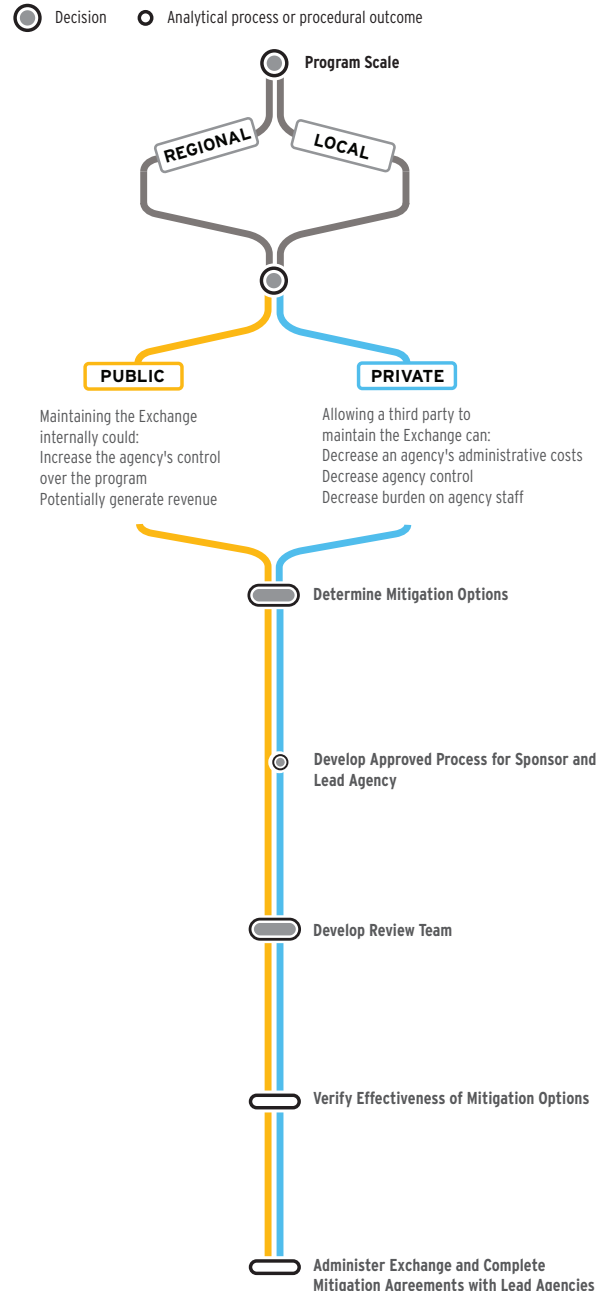 Decision
Analytical process or procedural outcome
Program Scale
REGIONAL
LOCAL
PUBLIC
Maintaining the Exchange
internally could:
Increase the agency's control
over the program
Potentially generate revenue
PRIVATE
Allowing a third party to
maintain the Exchange can:
Decrease an agency's administrative costs
Decrease agency control
Decrease burden on agency staff
Determine Mitigation Options
Develop Approved Process for Sponsor and
Lead Agency
Develop Review Team
Verify Effectiveness of Mitigation Options
Administer Exchange and Complete
Mitigation Agreements with Lead Agencies